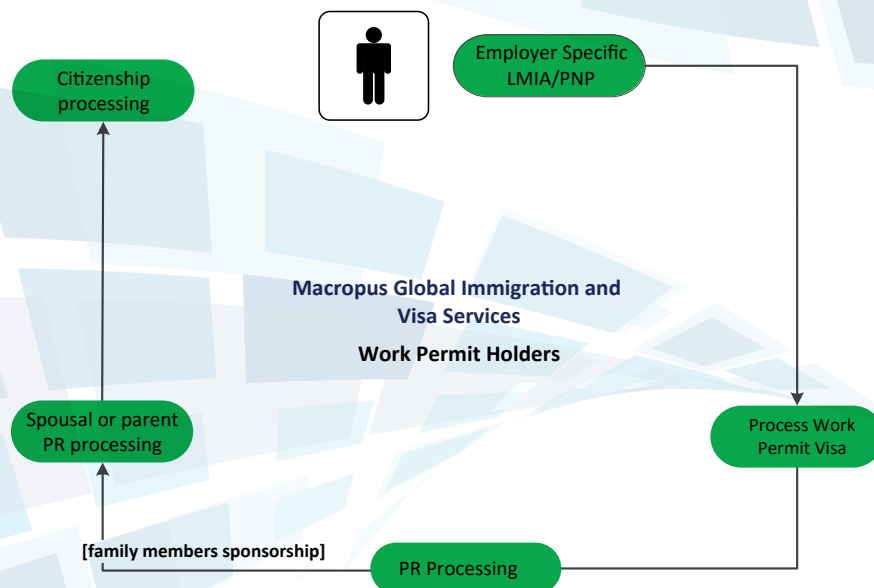 Employer Specific
LMIA/PNP
Citizenship
processing
Macropus Global Immigration and
Visa Services
Work Permit Holders
Spousal or parent
PR processing
Process Work
Permit Visa
[family members sponsorship]
PR Processing